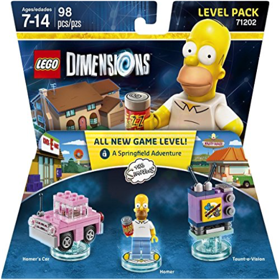 Ages/edades
7-14
98
pcs/pzs
LEVEL PACK
71202
LEGO DIMENSIONS
ALL NEW GAME LEVEL!
A Springfield Adventure
THE SIMPSONS
Homer's Car
Homer
Taunt-o-Vision